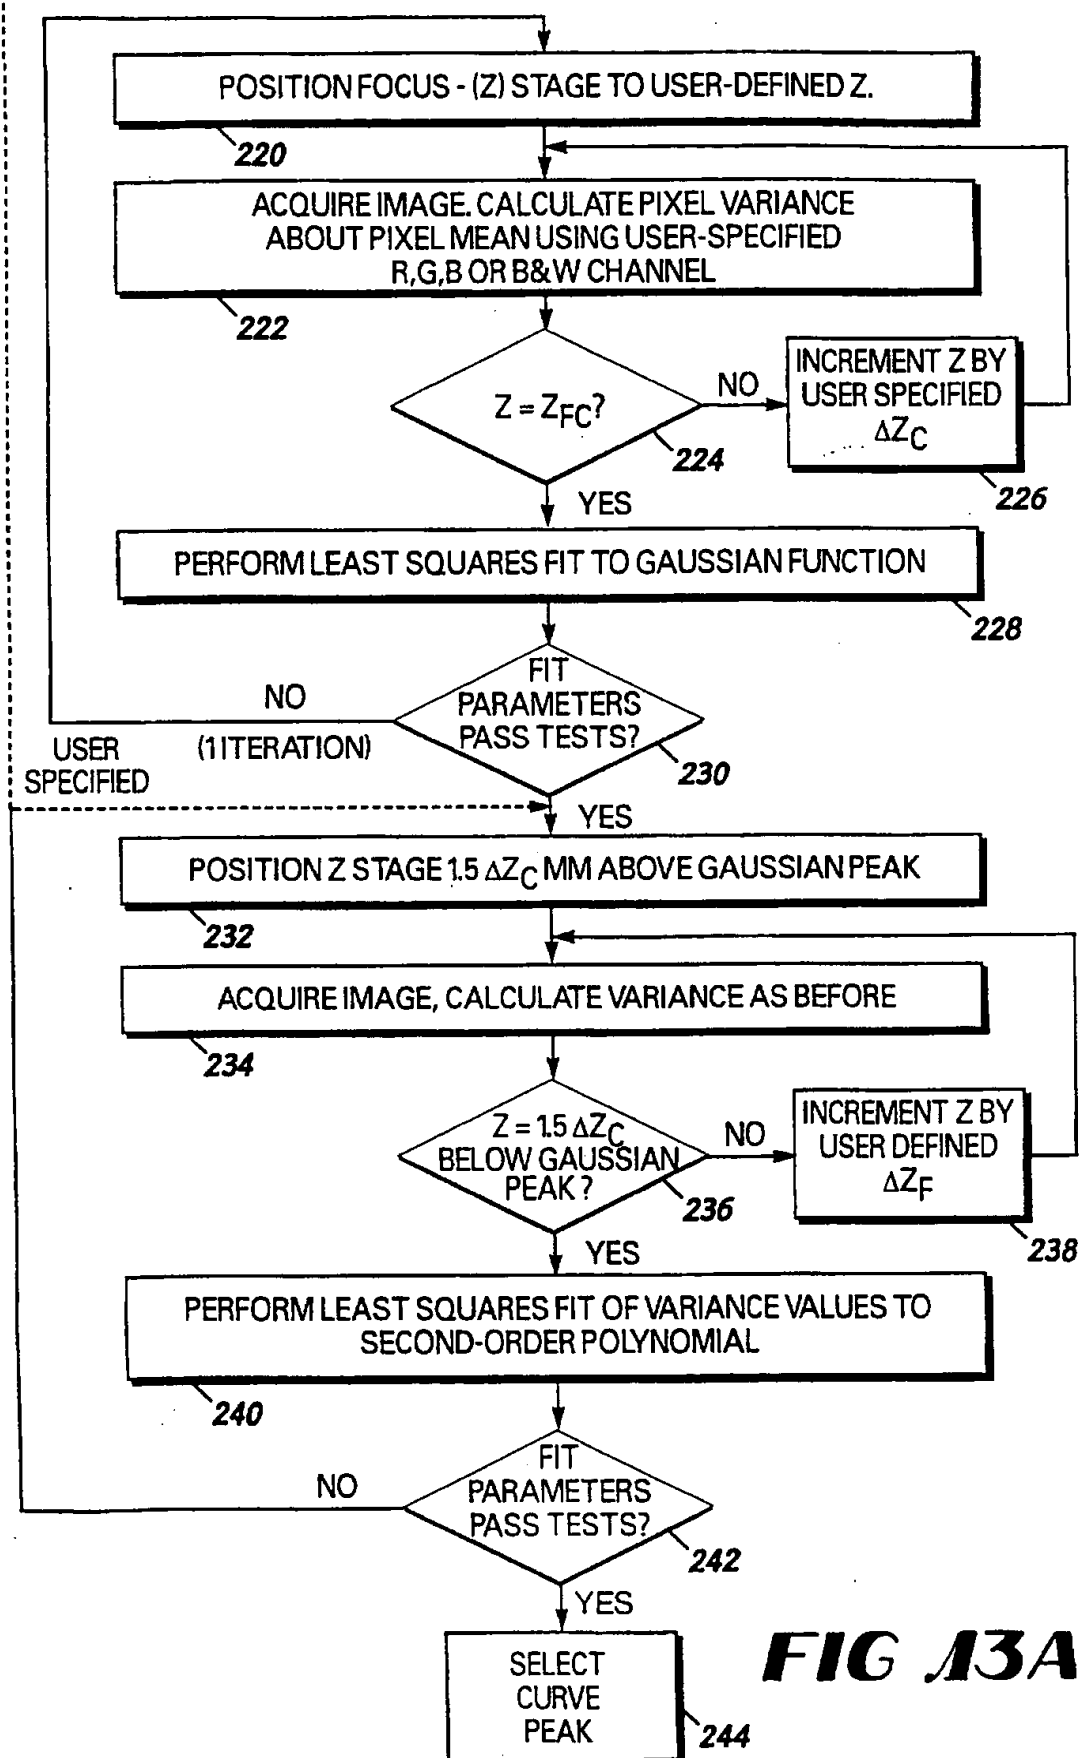 POSITION FOCUS - (Z) STAGE TO USER-DEFINED Z.
220
ACQUIRE IMAGE. CALCULATE PIXEL VARIANCE
ABOUT PIXEL MEAN USING USER-SPECIFIED
R,G,B OR B&W CHANNEL
222
Z = ZFC?
224
NO
INCREMENT Z BY
USER SPECIFIED
ΔZC
226
YES
PERFORM LEAST SQUARES FIT TO GAUSSIAN FUNCTION
228
FIT
PARAMETERS
PASS TESTS?
230
NO
(1 ITERATION)
USER
SPECIFIED
YES
POSITION Z STAGE 1.5 ΔZC MM ABOVE GAUSSIAN PEAK
232
ACQUIRE IMAGE, CALCULATE VARIANCE AS BEFORE
234
Z = 1.5 ΔZC
BELOW GAUSSIAN
PEAK?
236
NO
INCREMENT Z BY
USER DEFINED
ΔZF
238
YES
PERFORM LEAST SQUARES FIT OF VARIANCE VALUES TO
SECOND-ORDER POLYNOMIAL
240
FIT
PARAMETERS
PASS TESTS?
242
NO
YES
SELECT
CURVE
PEAK
244
FIG 13A